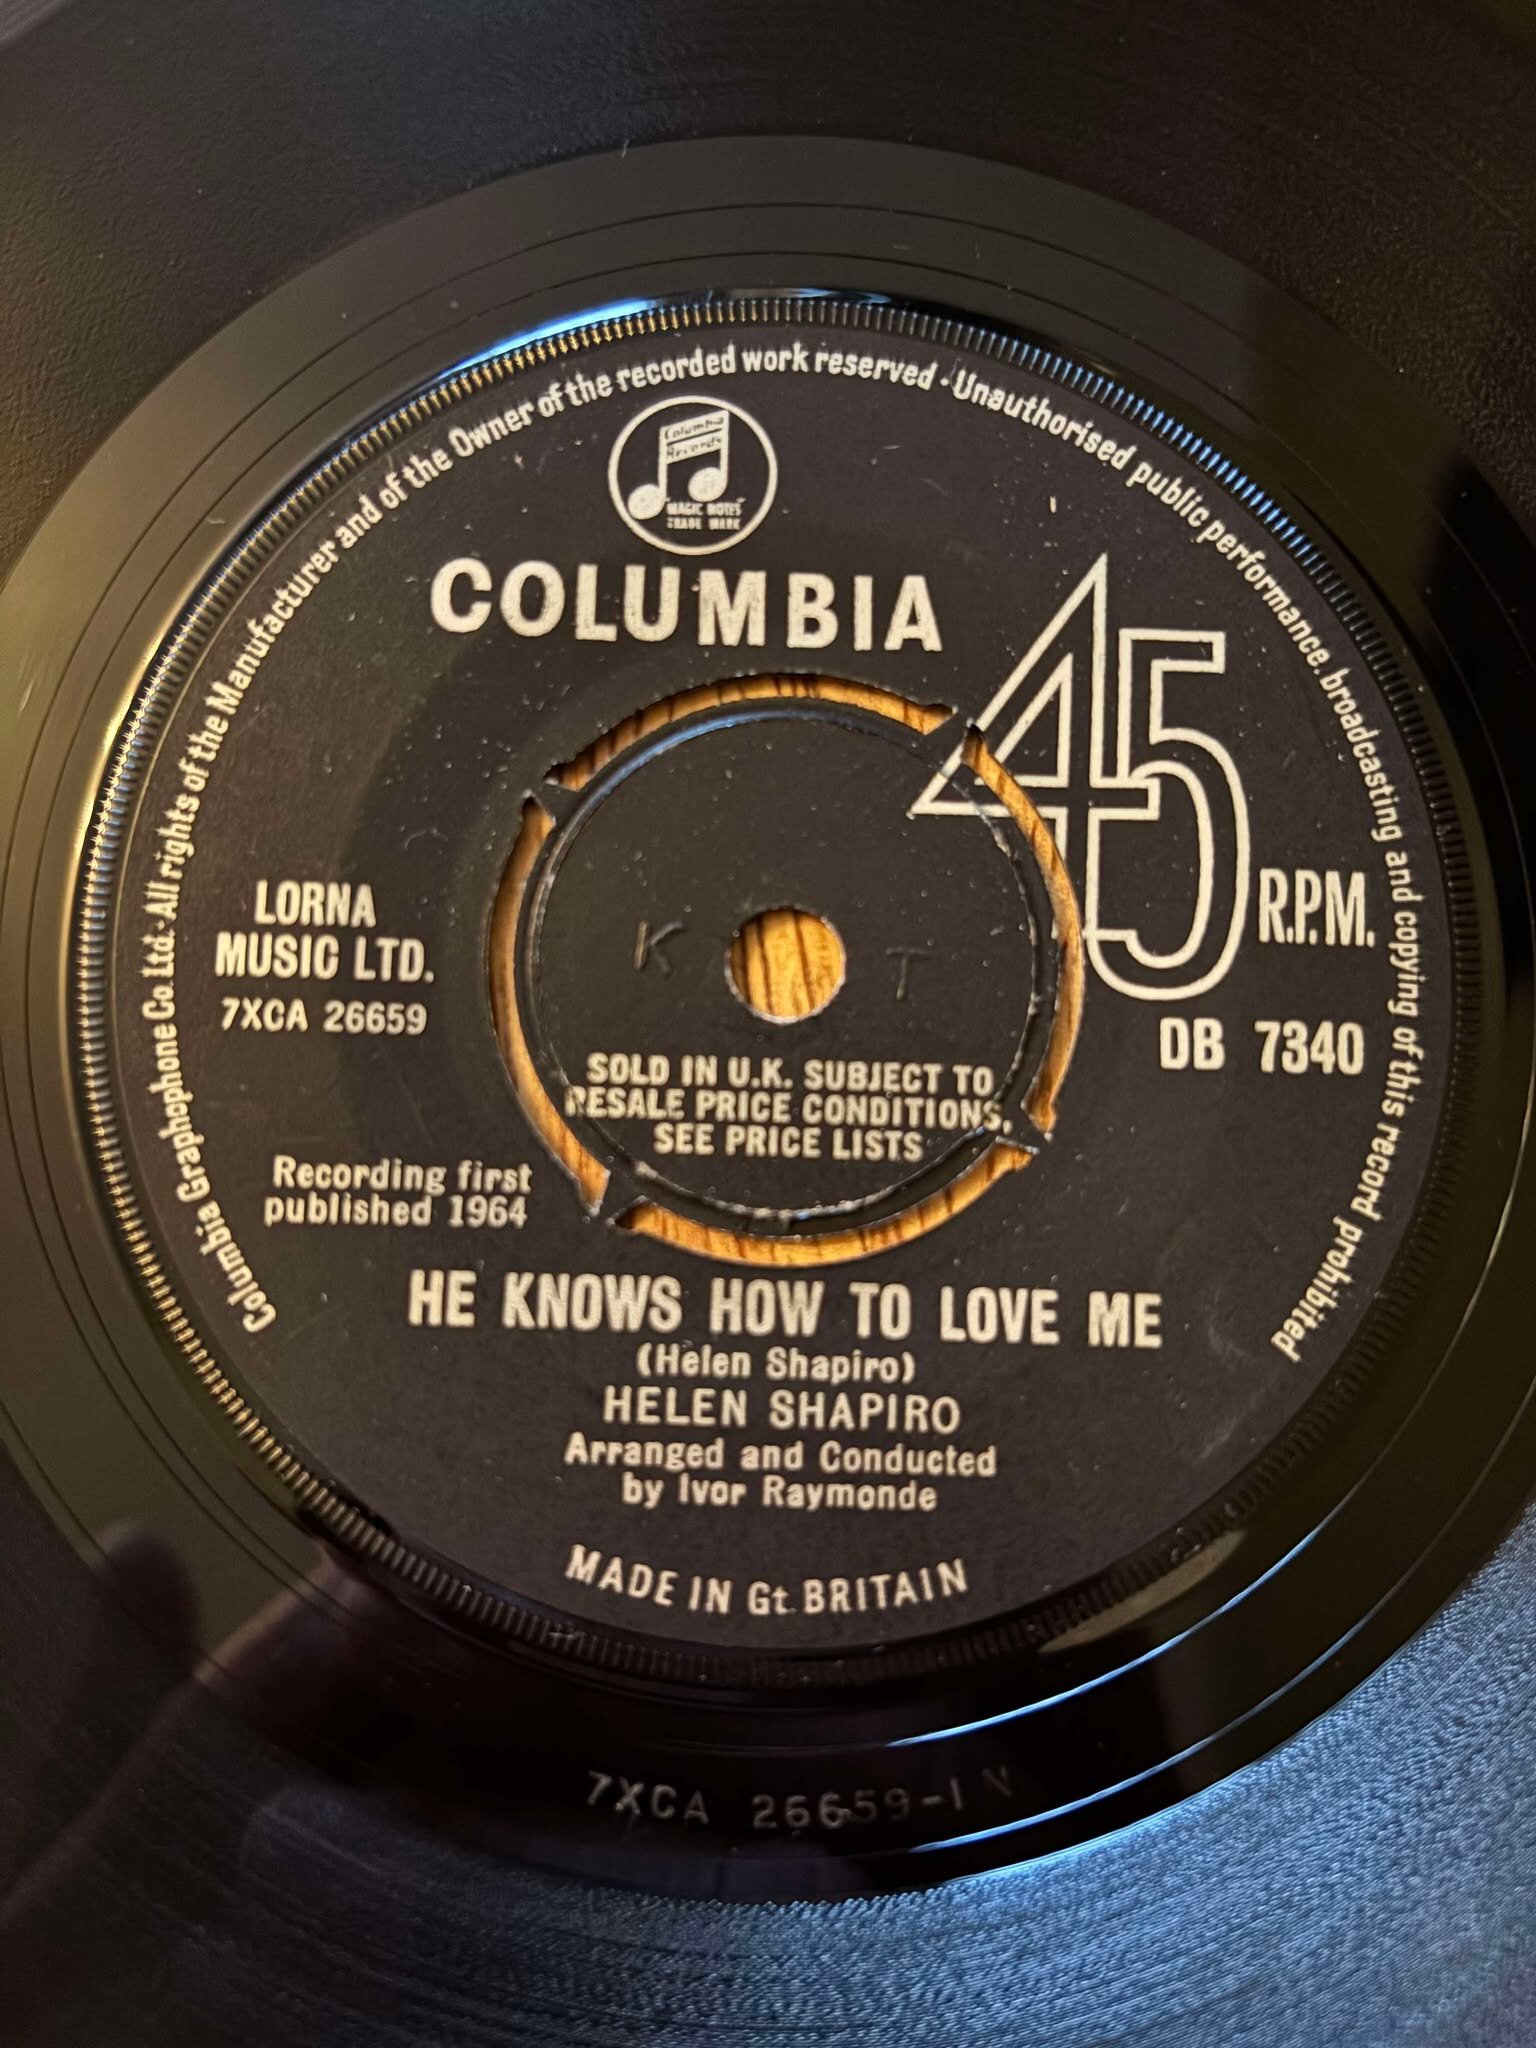 Columbia Graphophone Co. Ltd. · All rights of the Manufacturer and of the Owner of the recorded work reserved · Unauthorised public performance, broadcasting and copying of this record prohibited
Columbia
Records
"MAGIC NOTES"
TRADE MARK
COLUMBIA
45
R.P.M.
LORNA
MUSIC LTD.
7XCA 26659
K T
DB 7340
SOLD IN U.K. SUBJECT TO
RESALE PRICE CONDITIONS,
SEE PRICE LISTS
Recording first
published 1964
HE KNOWS HOW TO LOVE ME
(Helen Shapiro)
HELEN SHAPIRO
Arranged and Conducted
by Ivor Raymonde
MADE IN Gt. BRITAIN
7XCA 26659-1 N